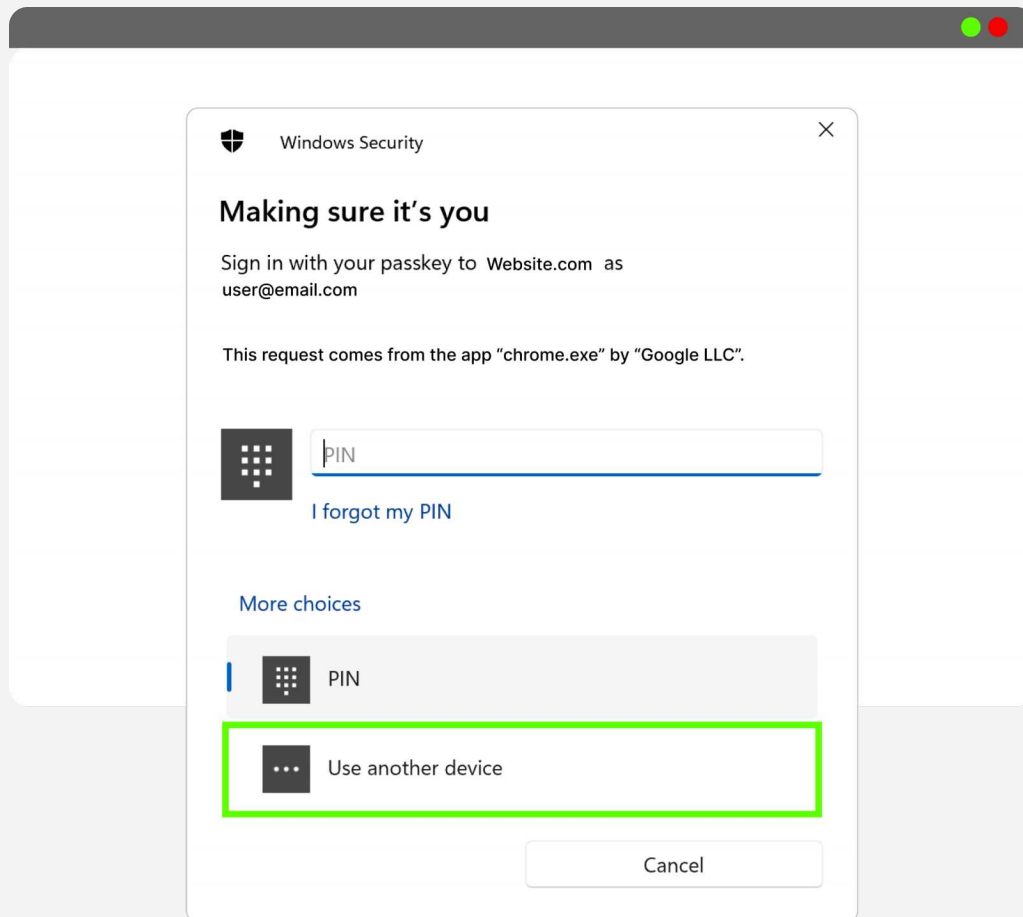 Windows Security
Making sure it’s you
Sign in with your passkey to Website.com as
user@email.com
This request comes from the app “chrome.exe” by “Google LLC”.
PIN
I forgot my PIN
More choices
PIN
Use another device
Cancel